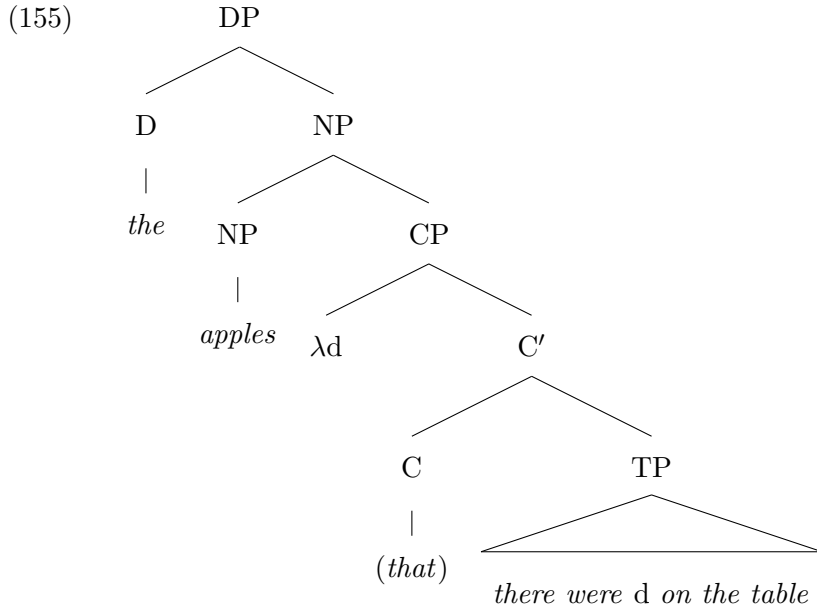 (155) DP
D NP
the NP CP
apples λd C′
C TP
(that) there were d on the table